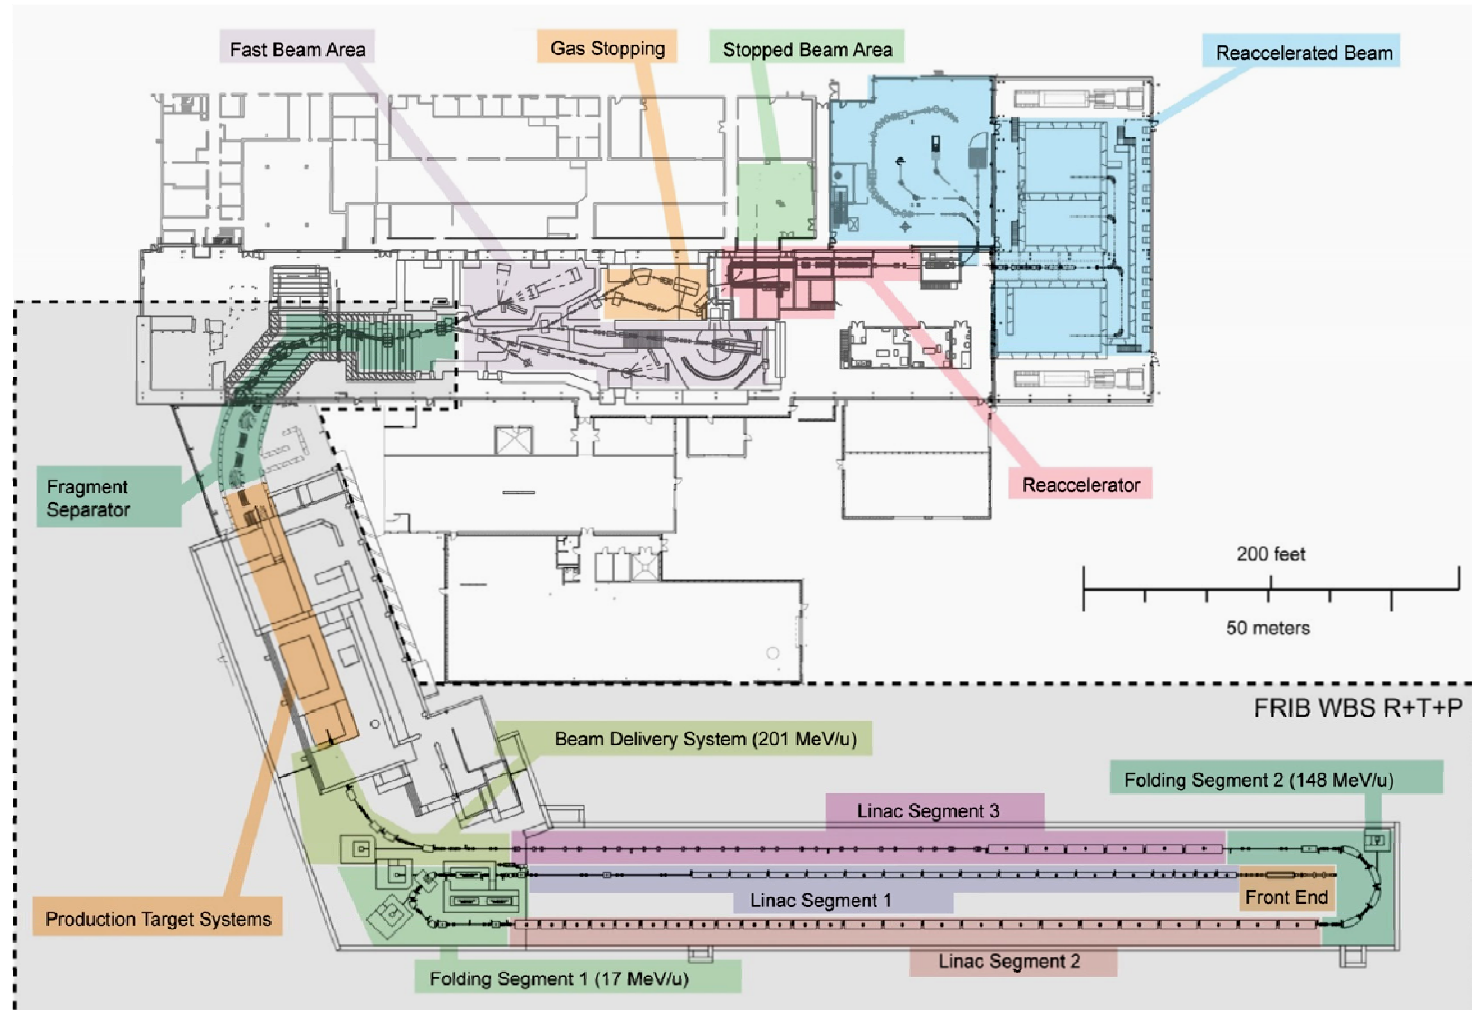 Fast Beam Area
Gas Stopping
Stopped Beam Area
Reaccelerated Beam
Fragment
Separator
Reaccelerator
200 feet
50 meters
FRIB WBS R+T+P
Beam Delivery System (201 MeV/u)
Folding Segment 2 (148 MeV/u)
Linac Segment 3
Linac Segment 1
Front End
Production Target Systems
Linac Segment 2
Folding Segment 1 (17 MeV/u)